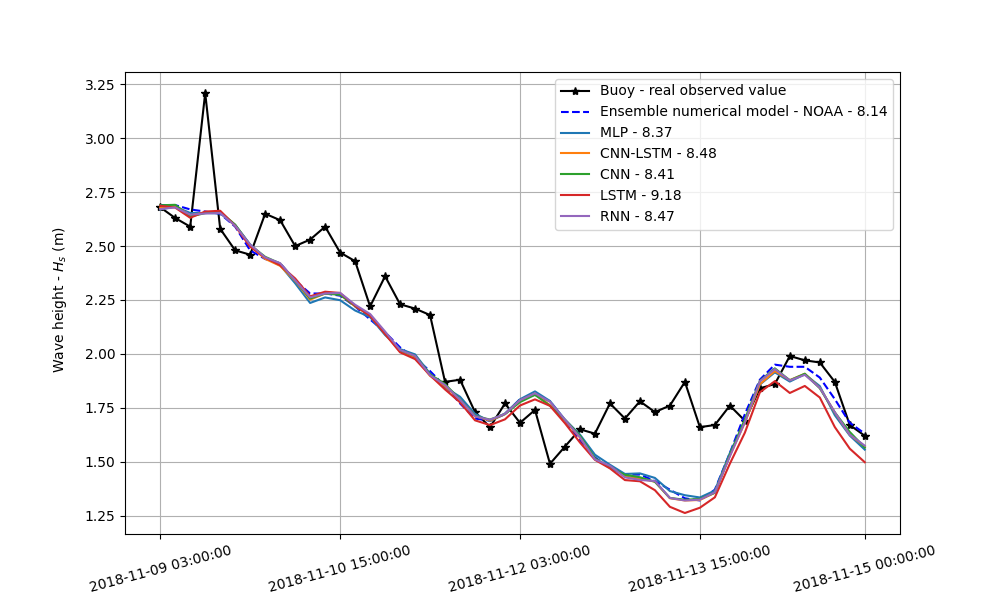 3.25
3.00
2.75
2.50
2.25
2.00
1.75
1.50
1.25
Wave height - Hs (m)
Buoy - real observed value
Ensemble numerical model - NOAA - 8.14
MLP - 8.37
CNN-LSTM - 8.48
CNN - 8.41
LSTM - 9.18
RNN - 8.47
2018-11-09 03:00:00
2018-11-10 15:00:00
2018-11-12 03:00:00
2018-11-13 15:00:00
2018-11-15 00:00:00